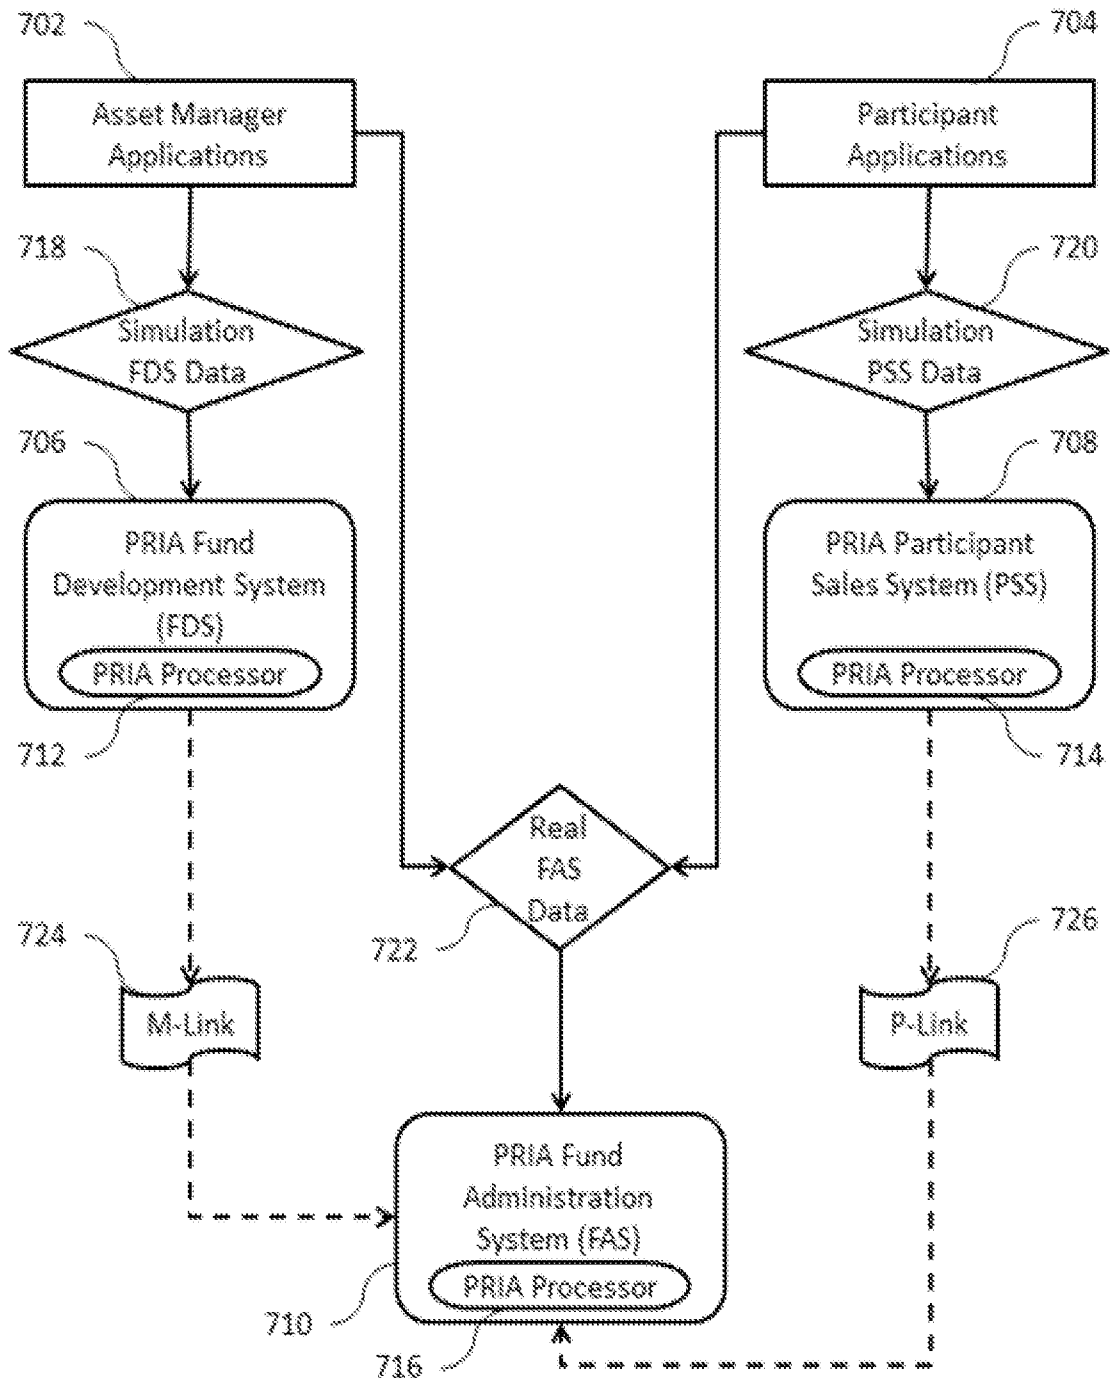 702
704
Asset Manager
Applications
Participant
Applications
718
720
Simulation
FDS Data
Simulation
PSS Data
706
708
PRIA Fund
Development System
(FDS)
PRIA Processor
PRIA Participant
Sales System (PSS)
PRIA Processor
712
714
Real
FAS
Data
722
724
726
M-Link
P-Link
PRIA Fund
Administration
System (FAS)
PRIA Processor
710
716